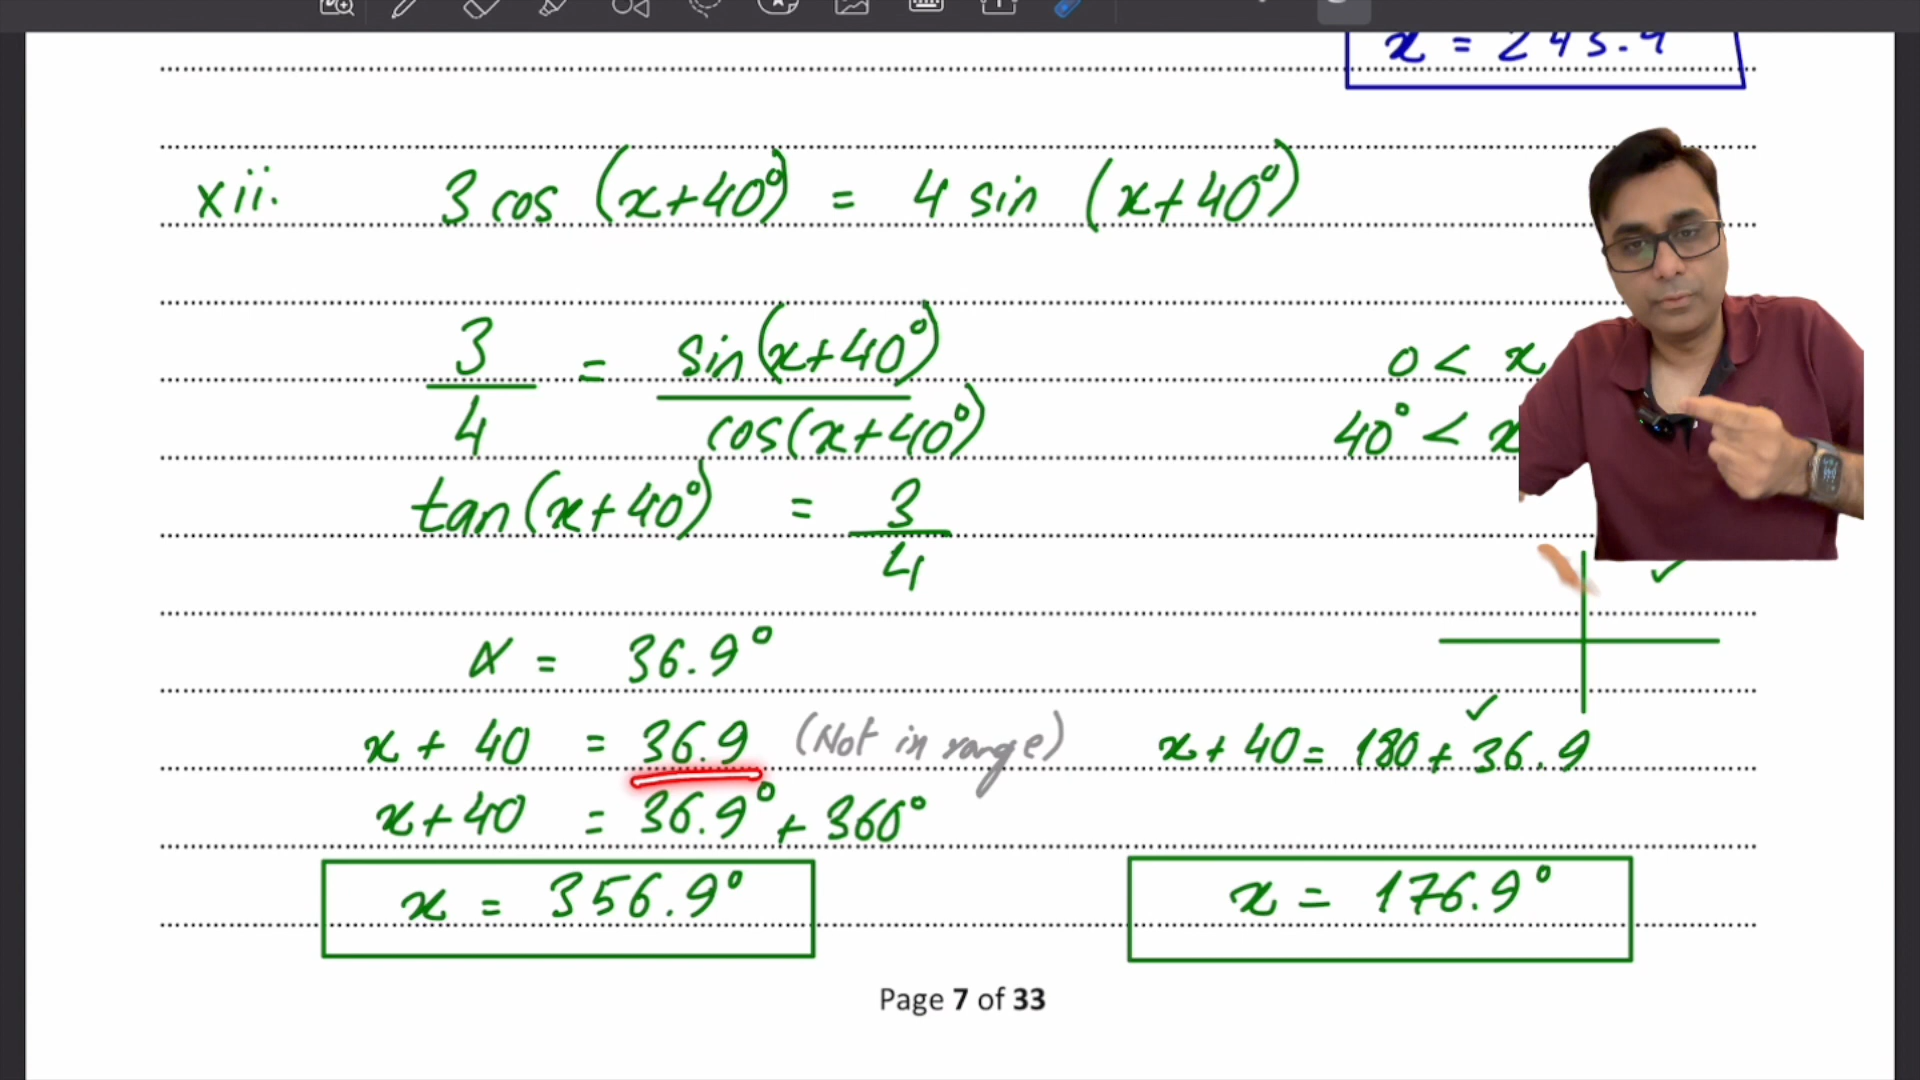 xii. 3 cos (x+40°) = 4 sin (x+40°)
3/4 = sin(x+40°)/cos(x+40°)
0 < x
40° < x
tan(x+40°) = 3/4
α = 36.9°
x + 40 = 36.9 (Not in range)
x + 40 = 180 + 36.9
x+40 = 36.9° + 360°
x = 356.9°
x = 176.9°
Page 7 of 33